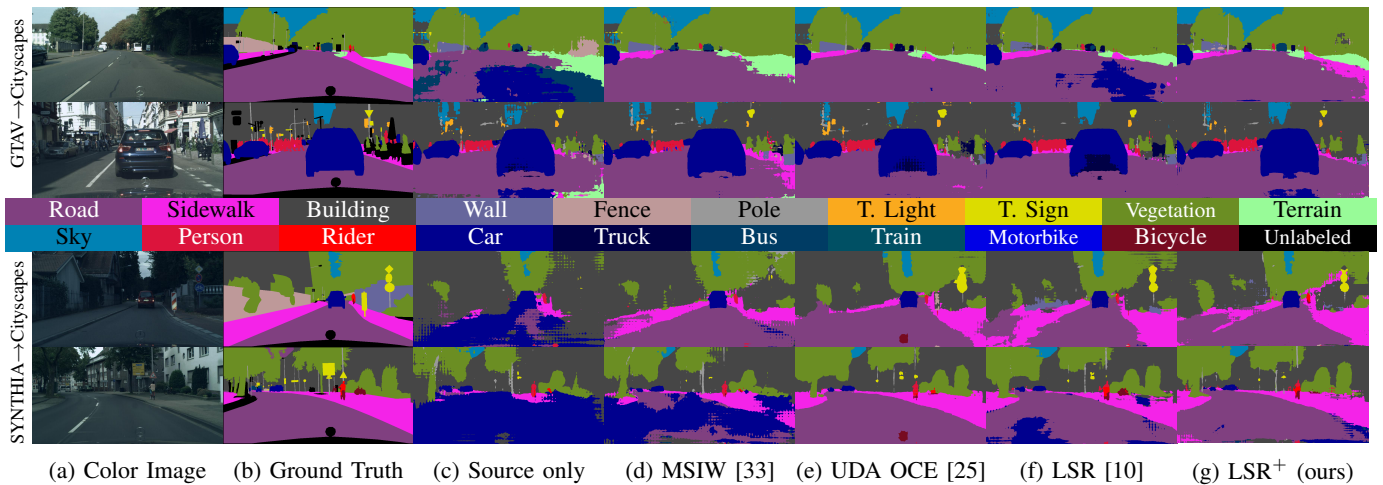 GTAV→Cityscapes
Road Sidewalk Building Wall Fence Pole T. Light T. Sign Vegetation Terrain
Sky Person Rider Car Truck Bus Train Motorbike Bicycle Unlabeled
SYNTHIA→Cityscapes
(a) Color Image (b) Ground Truth (c) Source only (d) MSIW [33] (e) UDA OCE [25] (f) LSR [10] (g) LSR⁺ (ours)